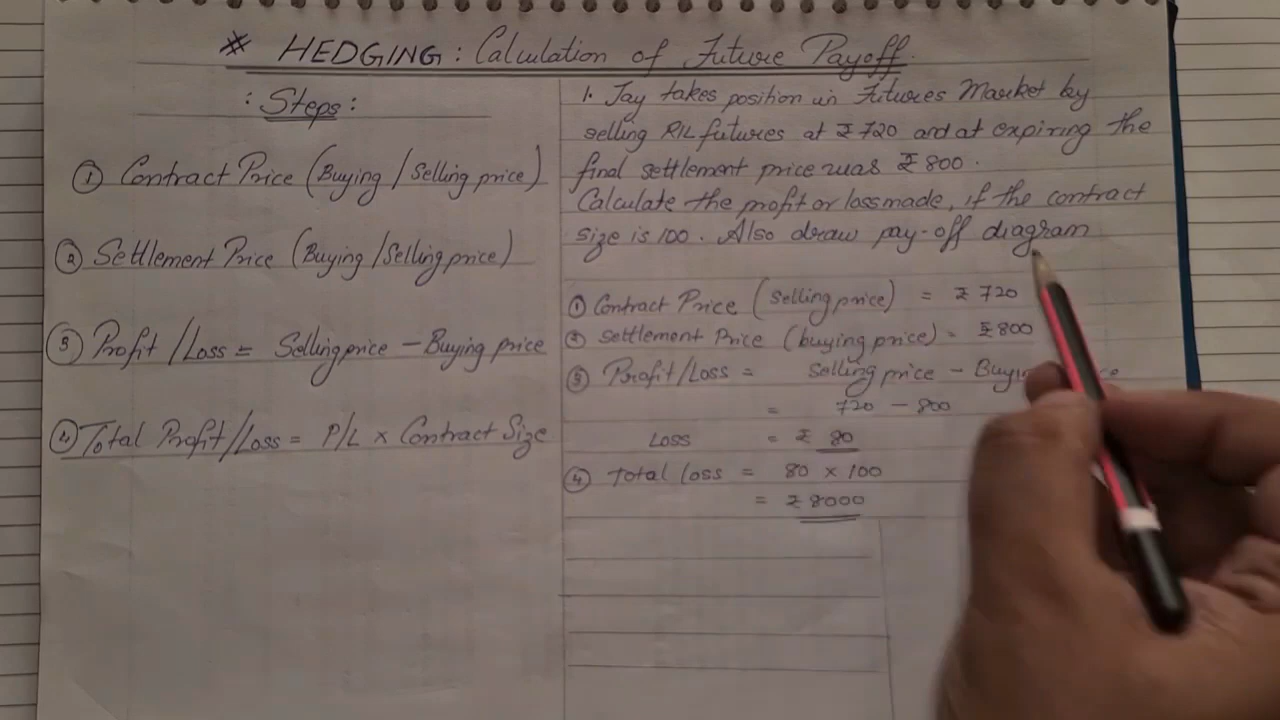 * HEDGING: Calculation of Future Payoff.
: Steps:
① Contract Price (Buying / Selling price)
② Settlement Price (Buying /Selling price)
③ Profit /Loss = Selling price - Buying price
④ Total Profit/Loss = P/L x Contract Size
1. Jay takes position in Futures Market by
selling RIL futures at ₹ 720 and at expiring the
final settlement price was ₹ 800.
Calculate the profit or loss made, if the contract
size is 100. Also draw pay-off diagram
① Contract Price (selling price) = ₹ 720
② Settlement Price (buying price) = ₹ 800
③ Profit/Loss = Selling price -
= 720 - 800
Loss = ₹ 80
④ Total loss = 80 x 100
= ₹ 8000